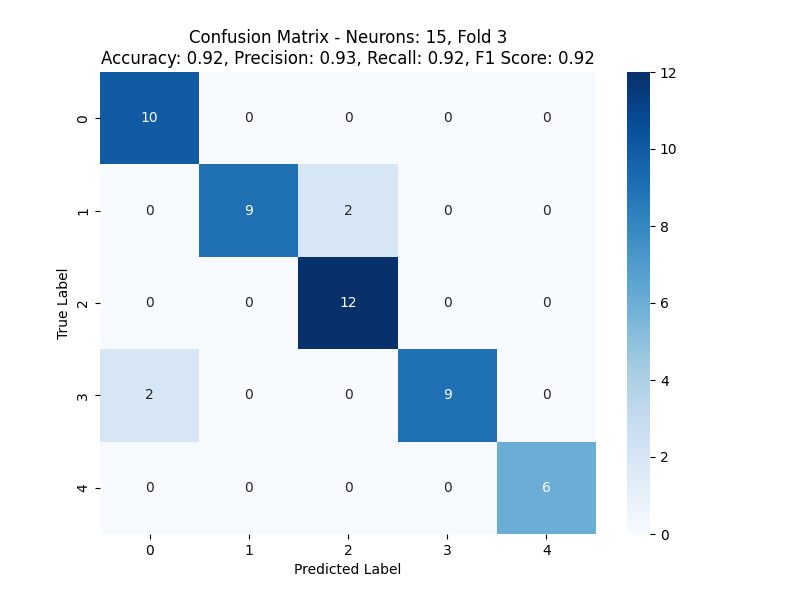 Confusion Matrix - Neurons: 15, Fold 3
Accuracy: 0.92, Precision: 0.93, Recall: 0.92, F1 Score: 0.92
True Label
0 10 0 0 0 0
1 0 9 2 0 0
2 0 0 12 0 0
3 2 0 0 9 0
4 0 0 0 0 6
0 1 2 3 4
Predicted Label
12
10
8
6
4
2
0